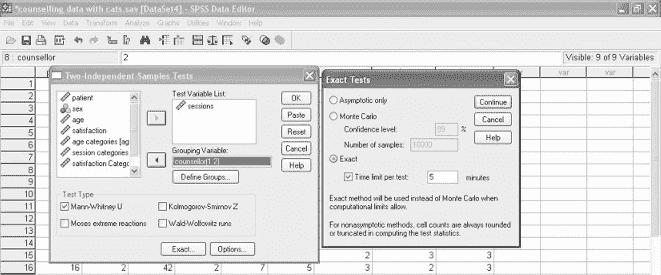 *counselling data with cats.sav [DataSet4] - SPSS Data Editor
File Edit View Data Transform Analyze Graphs Utilities Window Help
8 : counsellor 2 Visible: 9 of 9 Variables
var var
Two-Independent Samples Tests
patient
sex
age
satisfaction
age categories [ag
session categories
satisfaction Categor
Test Variable List:
sessions
Grouping Variable:
counsellor(1 2)
Define Groups...
OK
Paste
Reset
Cancel
Help
Test Type
Mann-Whitney U Kolmogorov-Smirnov Z
Moses extreme reactions Wald-Wolfowitz runs
Exact... Options...
Exact Tests
Asymptotic only
Monte Carlo
Confidence level: 99 %
Number of samples: 10000
Exact
Time limit per test: 5 minutes
Exact method will be used instead of Monte Carlo when
computational limits allow.
For nonasymptotic methods, cell counts are always rounded
or truncated in computing the test statistics.
Continue
Cancel
Help
1
2
3
4
5
6
7
8
9
10
11
12
13
14
15 2 3 3
16 16 2 42 2 7 5 3 2 3